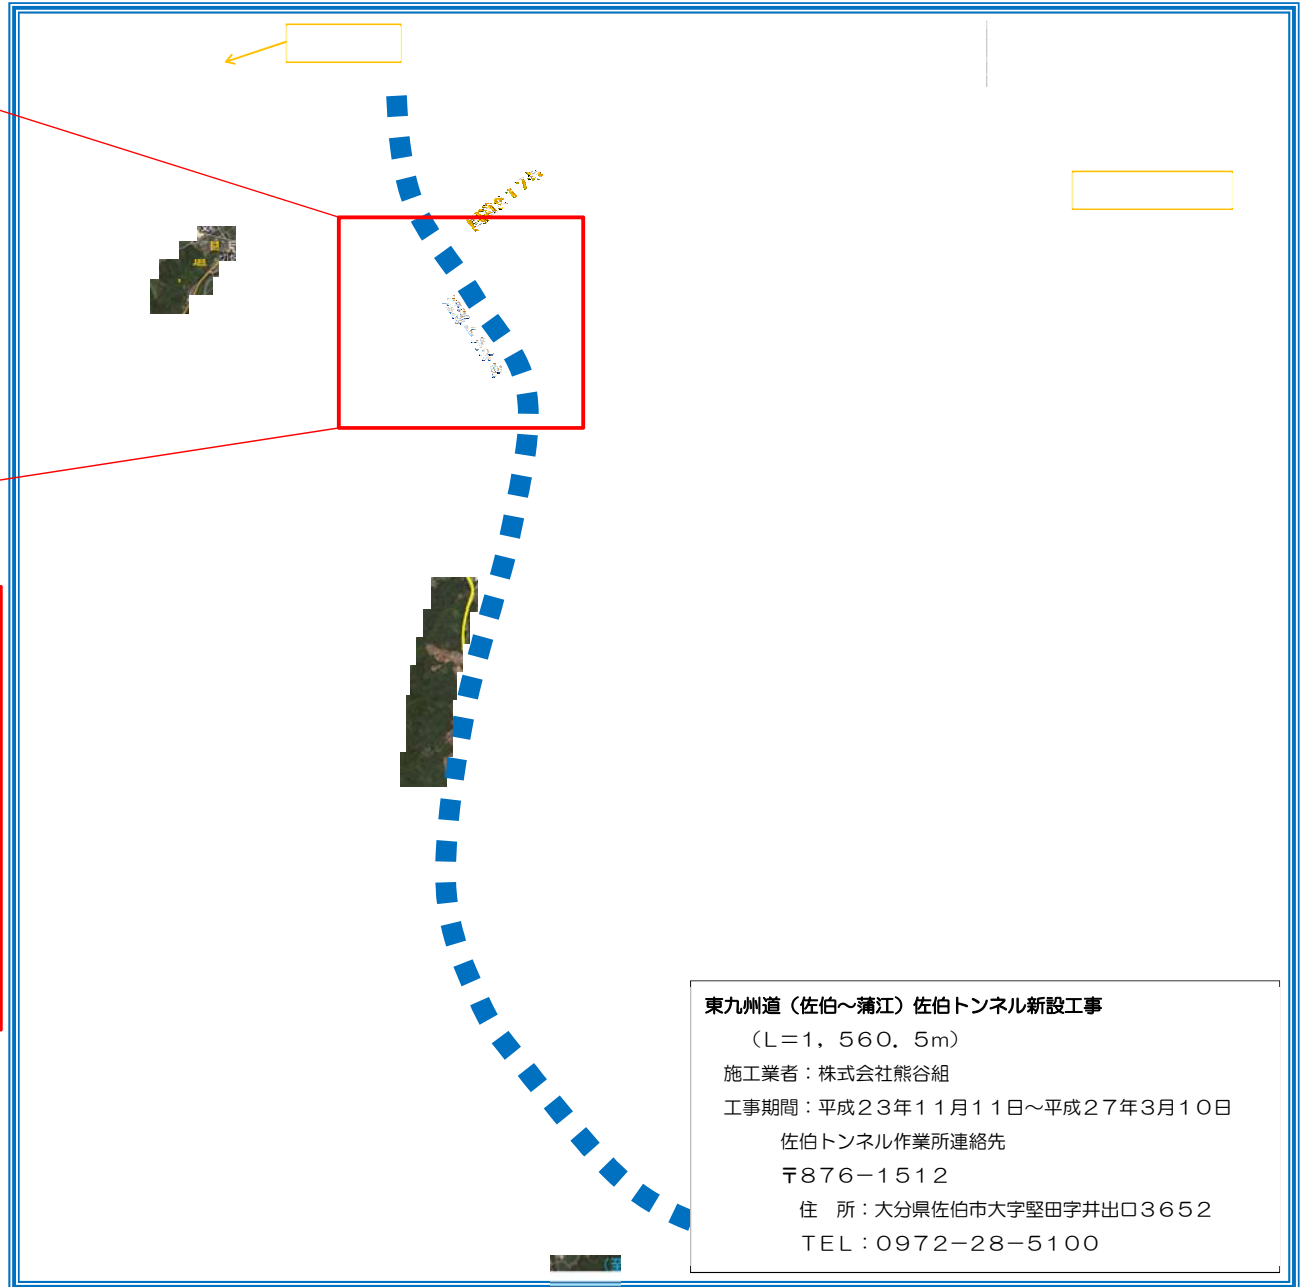 東九州道（佐伯～蒲江）佐伯トンネル新設工事
（Ｌ＝１，５６０．５ｍ）
施工業者：株式会社熊谷組
工事期間：平成２３年１１月１１日～平成２７年３月１０日
佐伯トンネル作業所連絡先
〒８７６－１５１２
住　所：大分県佐伯市大字堅田字井出口３６５２
ＴＥＬ：０９７２－２８－５１００